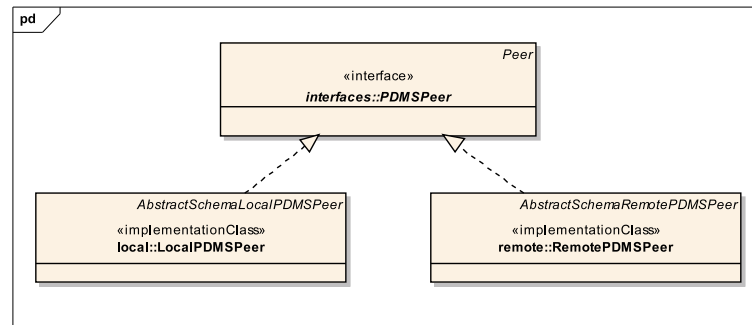 pd
Peer
«interface»
interfaces::PDMSPeer
AbstractSchemaLocalPDMSPeer
«implementationClass»
local::LocalPDMSPeer
AbstractSchemaRemotePDMSPeer
«implementationClass»
remote::RemotePDMSPeer